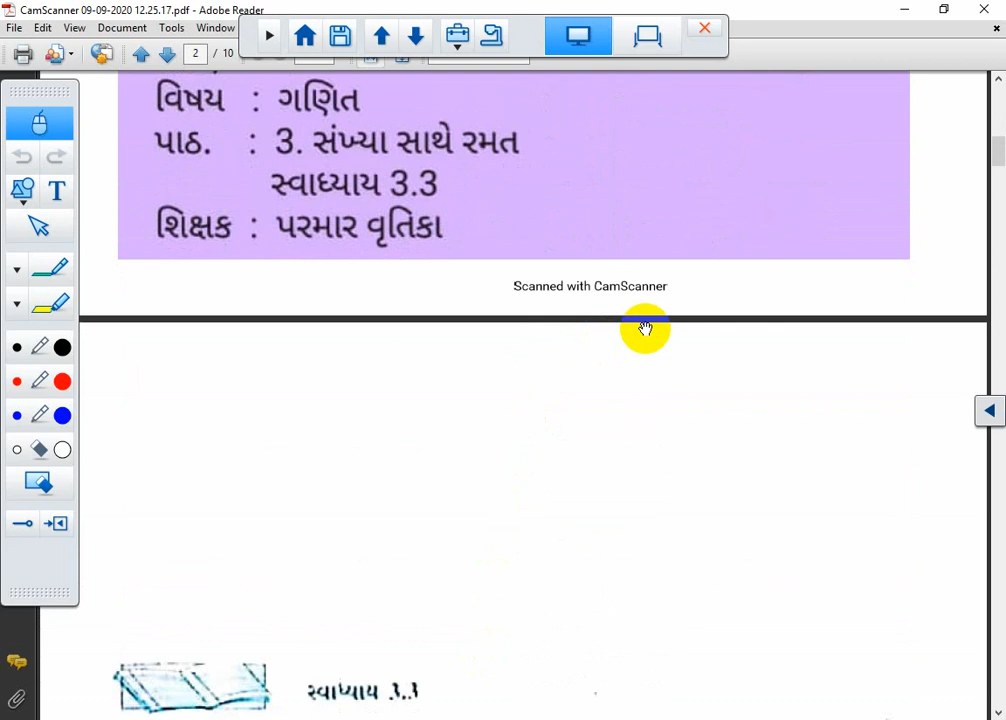 CamScanner 09-09-2020 12.25.17.pdf - Adobe Reader
File Edit View Document Tools Window
2 / 10
T
વિષય : ગણિત
પાઠ. : 3. સંખ્યા સાથે રમત
સ્વાધ્યાય 3.3
શિક્ષક : પરમાર વૃતિકા
Scanned with CamScanner
સ્વાધ્યાય 3.3